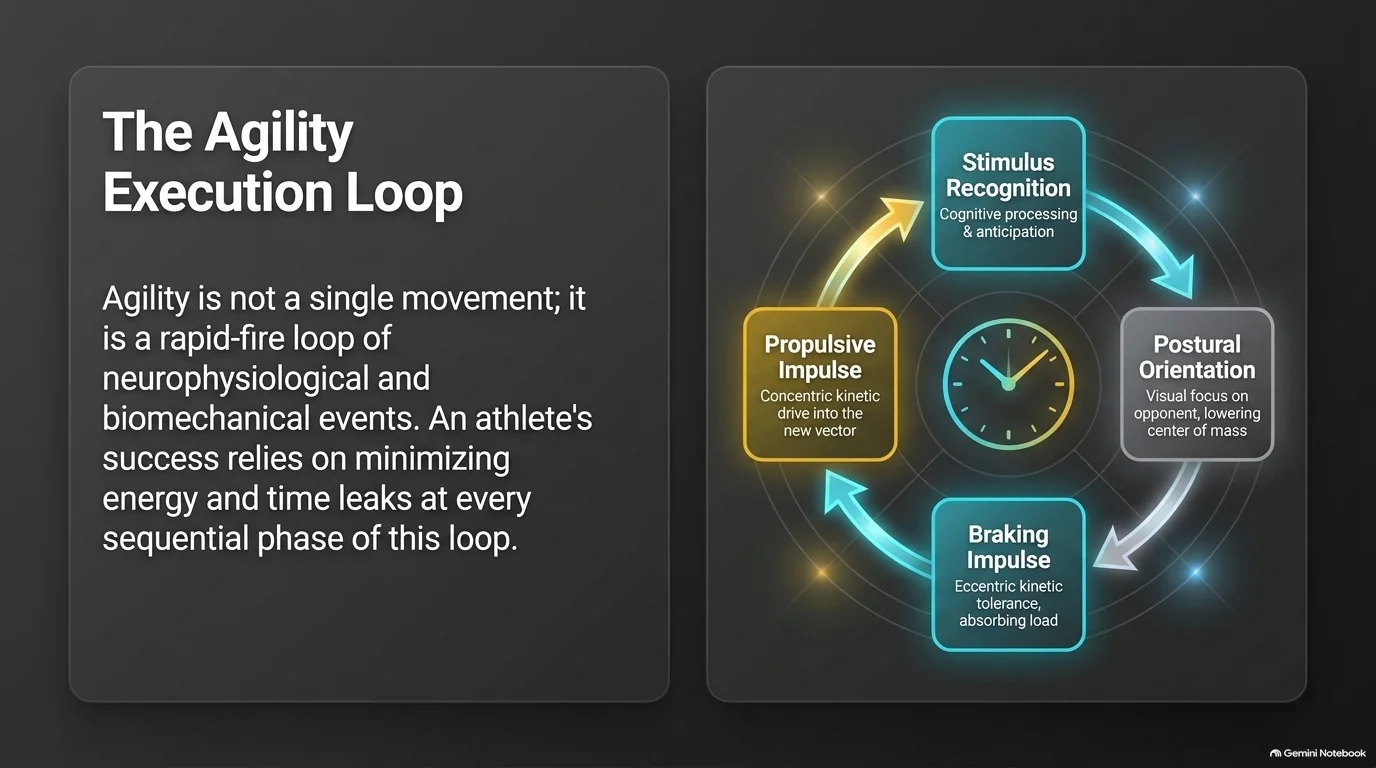 The Agility
Execution Loop
Agility is not a single movement; it
is a rapid-fire loop of
neurophysiological and
biomechanical events. An athlete's
success relies on minimizing
energy and time leaks at every
sequential phase of this loop.
Stimulus
Recognition
Cognitive processing
& anticipation
Postural
Orientation
Visual focus on
opponent, lowering
center of mass
Braking
Impulse
Eccentric kinetic
tolerance,
absorbing load
Propulsive
Impulse
Concentric kinetic
drive into the
new vector
Gemini Notebook